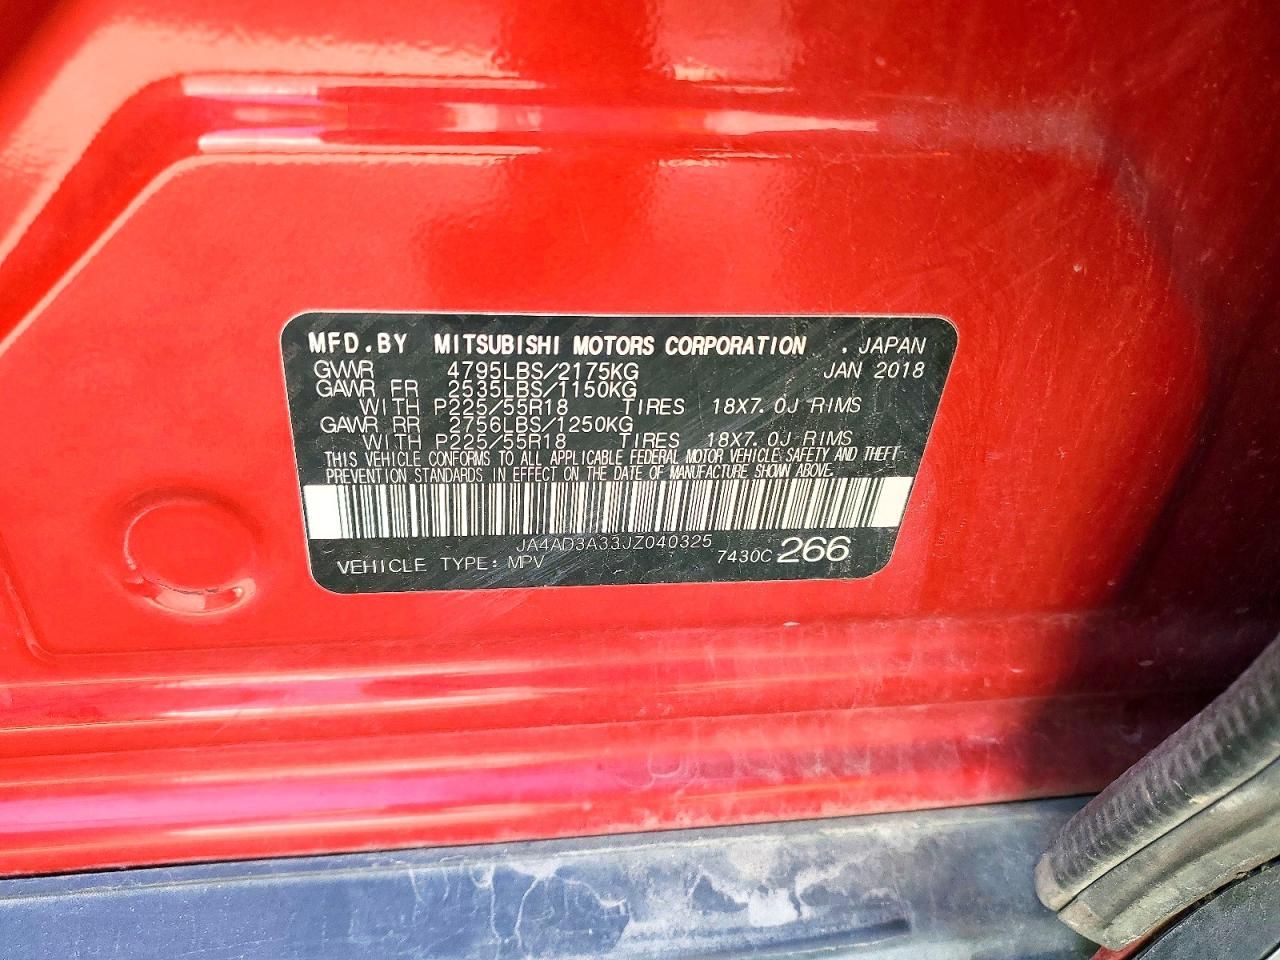 MFD.BY MITSUBISHI MOTORS CORPORATION . JAPAN
GVWR 4795LBS/2175KG JAN 2018
GAWR FR 2535LBS/1150KG
WITH P225/55R18 TIRES 18X7.0J RIMS
GAWR RR 2756LBS/1250KG
WITH P225/55R18 TIRES 18X7.0J RIMS
THIS VEHICLE CONFORMS TO ALL APPLICABLE FEDERAL MOTOR VEHICLE SAFETY AND THEFT
PREVENTION STANDARDS IN EFFECT ON THE DATE OF MANUFACTURE SHOWN ABOVE.
JA4AD3A33JZ040325
VEHICLE TYPE: MPV 7430C 266